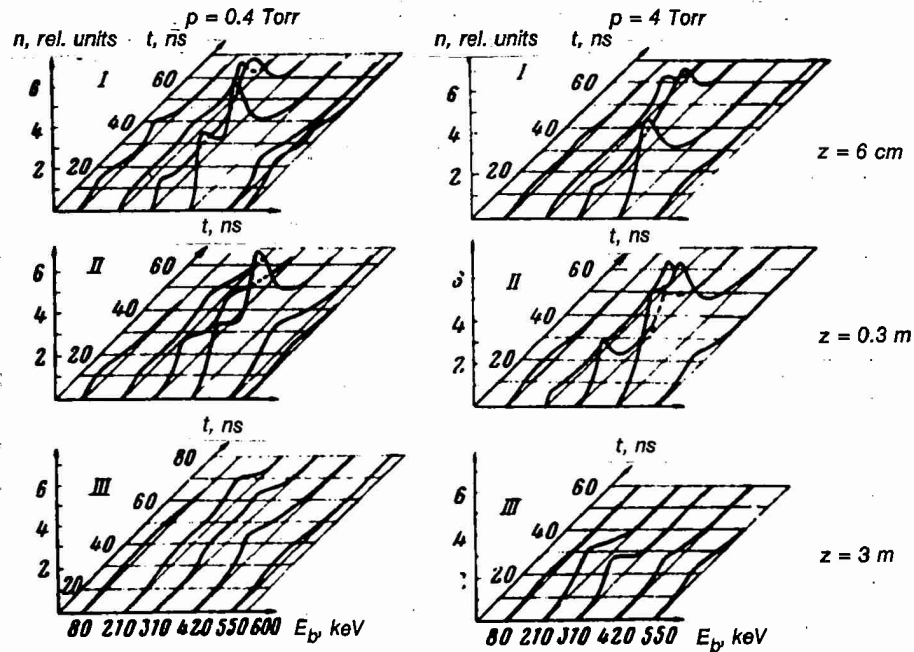 p = 0.4 Torr
p = 4 Torr
n, rel. units t, ns
n, rel. units t, ns
I
60
6
40
4
20
2
I
60
6
40
4
20
2
z = 6 cm
t, ns
t, ns
II
60
6
40
4
20
2
II
60
40
4
20
2
z = 0.3 m
t, ns
t, ns
80
III
60
6
40
4
20
2
III
60
6
40
4
20
z = 3 m
80 210 310 420 550 600 E_b, keV
80 210 310 420 550 E_b, keV